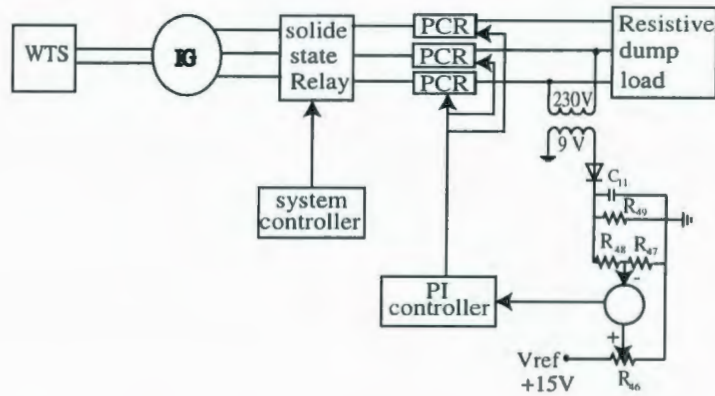 WTS
IG
solide
state
Relay
PCR
PCR
PCR
Resistive
dump
load
230V
9 V
C11
R49
R48 R47
-
system
controller
PI
controller
+
Vref
+15V
R46